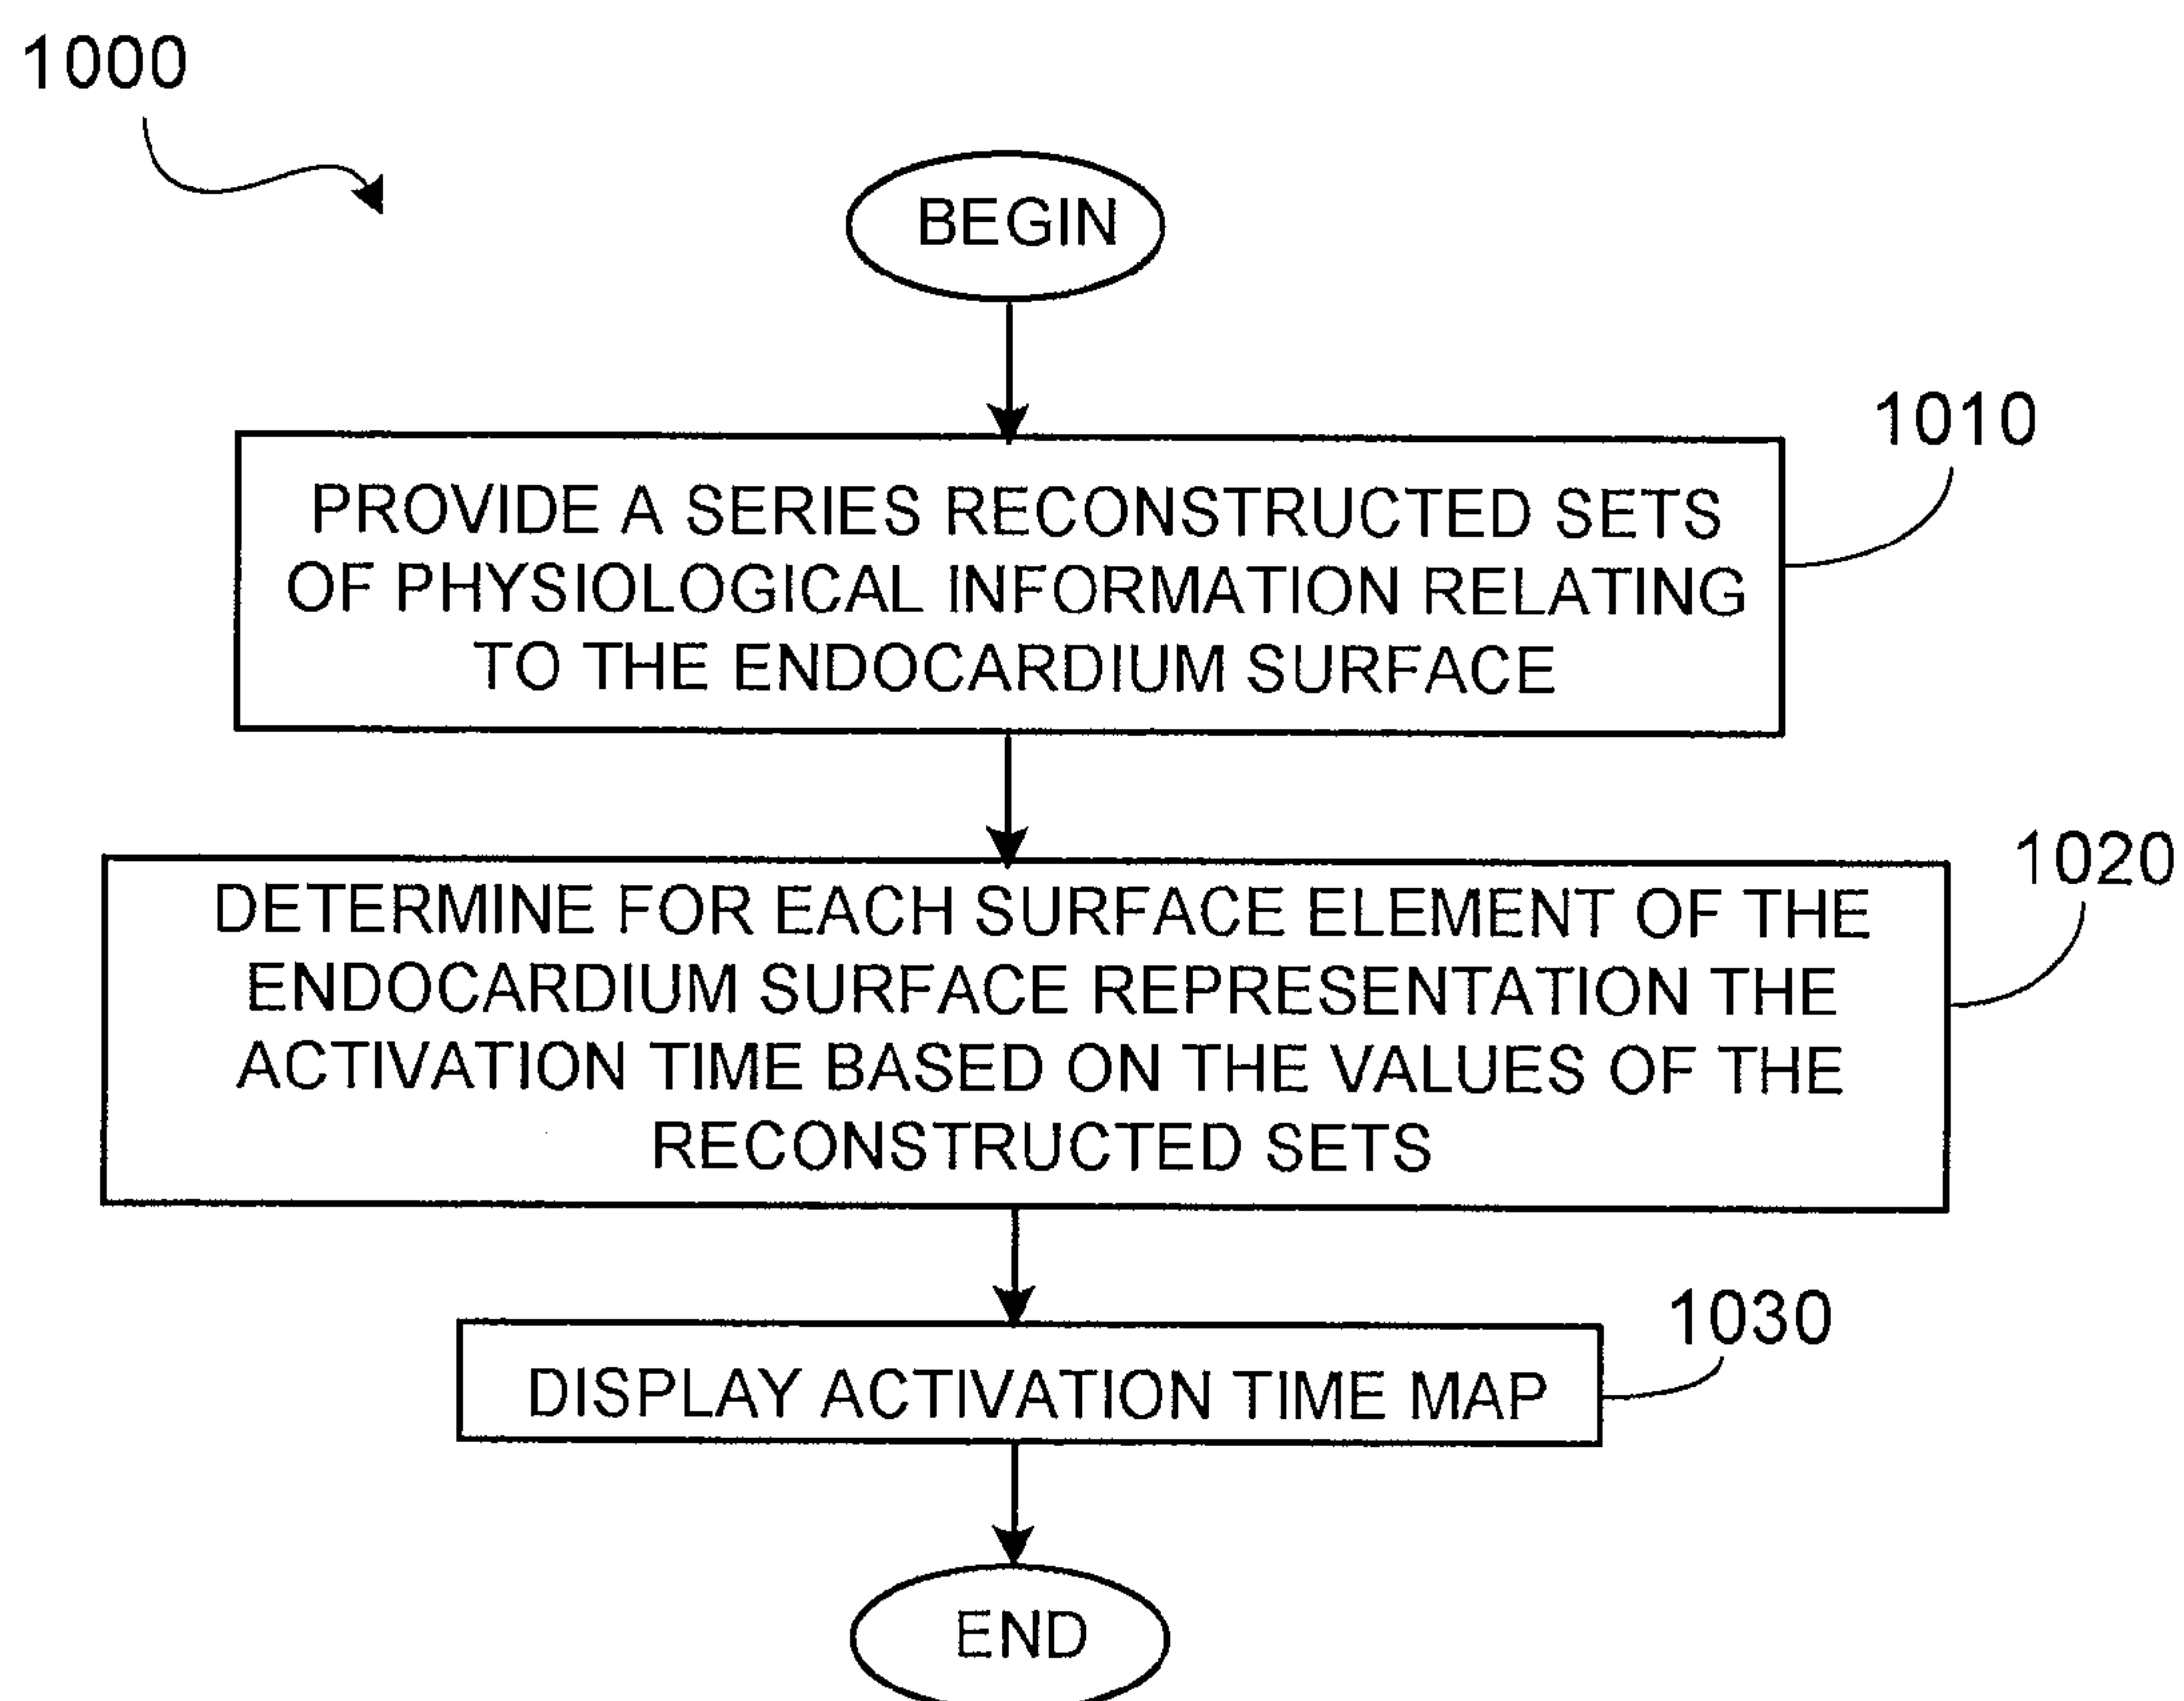 1000
BEGIN
1010
PROVIDE A SERIES RECONSTRUCTED SETS
OF PHYSIOLOGICAL INFORMATION RELATING
TO THE ENDOCARDIUM SURFACE
1020
DETERMINE FOR EACH SURFACE ELEMENT OF THE
ENDOCARDIUM SURFACE REPRESENTATION THE
ACTIVATION TIME BASED ON THE VALUES OF THE
RECONSTRUCTED SETS
1030
DISPLAY ACTIVATION TIME MAP
END